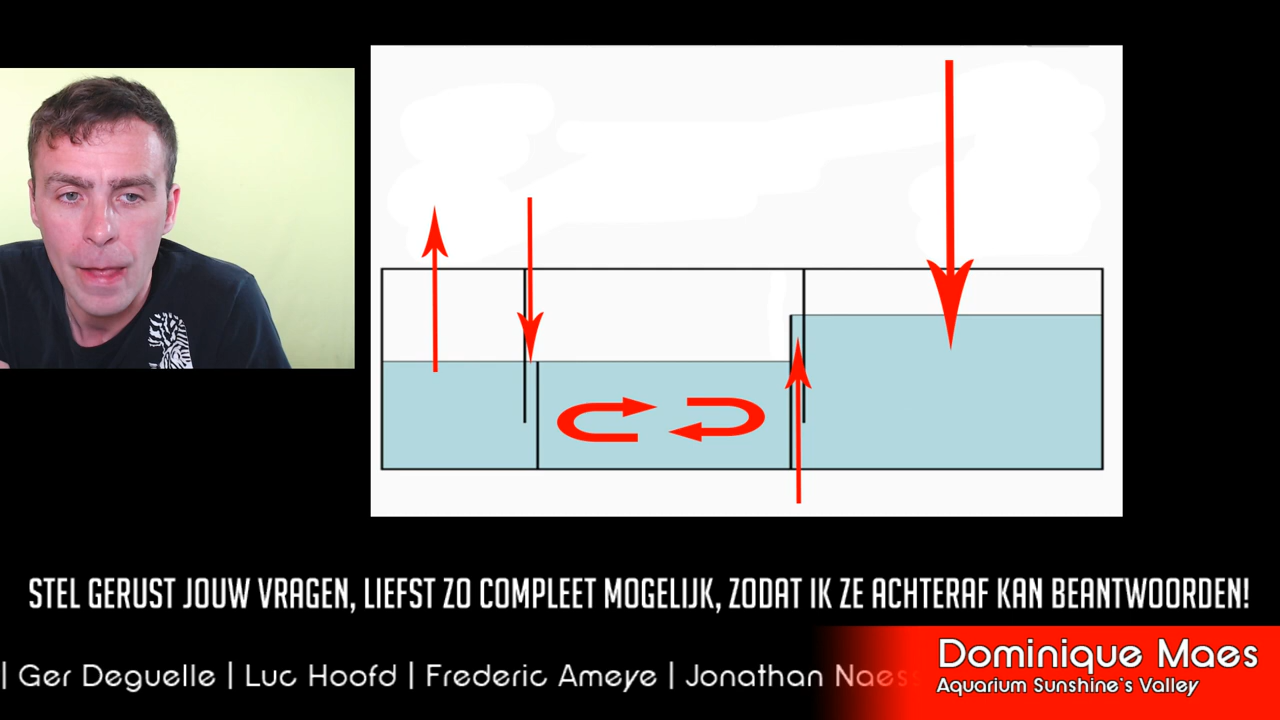 STEL GERUST JOUW VRAGEN, LIEFST ZO COMPLEET MOGELIJK, ZODAT IK ZE ACHTERAF KAN BEANTWOORDEN!
| Ger Deguelle | Luc Hoofd | Frederic Ameye | Jonathan Naes
Dominique Maes
Aquarium Sunshine's Valley